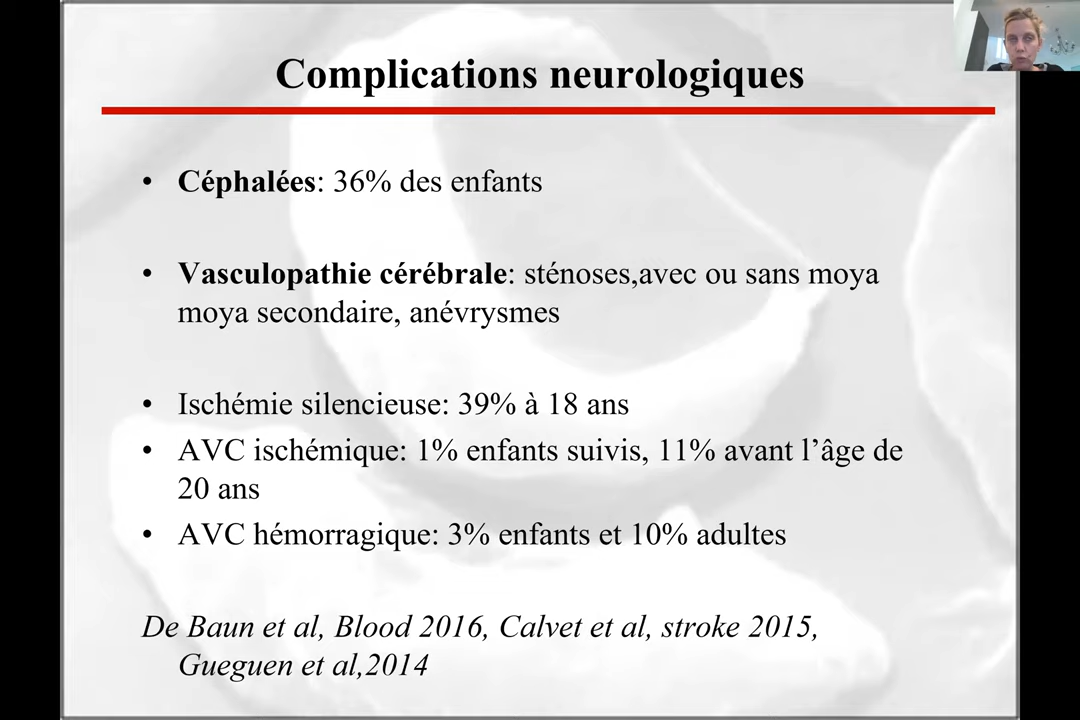 Complications neurologiques
• Céphalées: 36% des enfants
• Vasculopathie cérébrale: sténoses,avec ou sans moya
moya secondaire, anévrysmes
• Ischémie silencieuse: 39% à 18 ans
• AVC ischémique: 1% enfants suivis, 11% avant l’âge de
20 ans
• AVC hémorragique: 3% enfants et 10% adultes
De Baun et al, Blood 2016, Calvet et al, stroke 2015,
Gueguen et al,2014